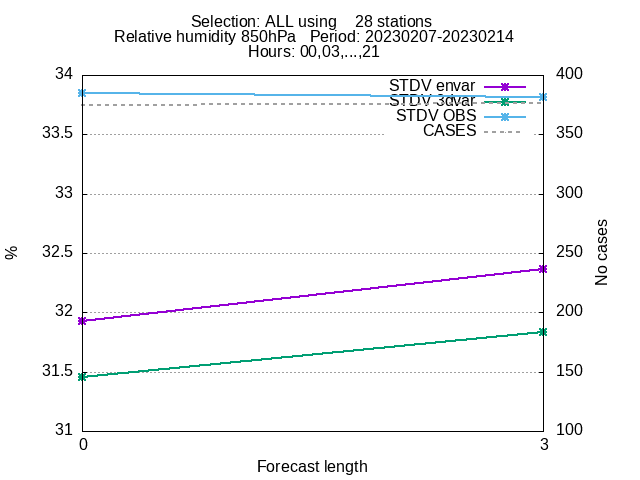 Selection: ALL using 28 stations
Relative humidity 850hPa Period: 20230207-20230214
Hours: 00,03,...,21
34
33.5
33
32.5
32
31.5
31
400
350
300
250
200
150
100
STDV envar
STDV 3dvar
STDV OBS
CASES
%
No cases
0
3
Forecast length